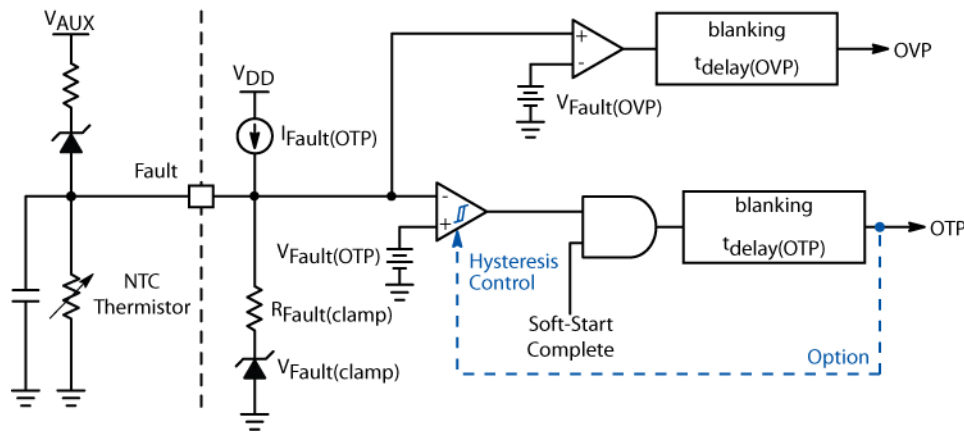 VAUX
VDD
Fault
IFault(OTP)
+
-
VFault(OVP)
blanking
tdelay(OVP)
OVP
-
+
VFault(OTP)
Hysteresis
Control
blanking
tdelay(OTP)
OTP
NTC
Thermistor
RFault(clamp)
VFault(clamp)
Soft-Start
Complete
Option